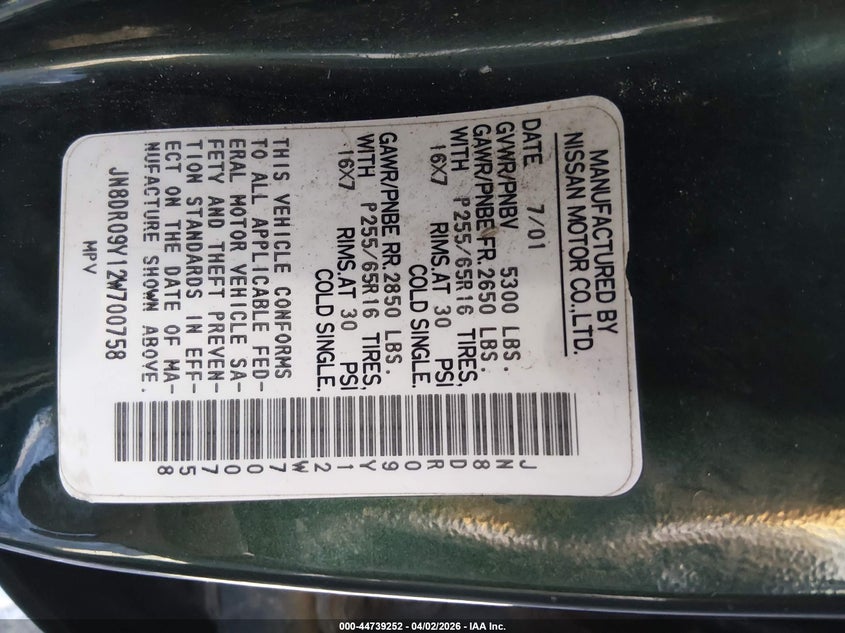 MANUFACTURED BY
NISSAN MOTOR CO.,LTD.
DATE 7/01
GVWR/PNBV 5300 LBS.
GAWR/PNBE FR. 2650 LBS.
WITH P255/65R16 TIRES,
16X7 RIMS.AT 30 PSI
COLD SINGLE.
GAWR/PNBE RR. 2850 LBS.
WITH P255/65R16 TIRES,
16X7 RIMS.AT 30 PSI
COLD SINGLE.
THIS VEHICLE CONFORMS
TO ALL APPLICABLE FED-
ERAL MOTOR VEHICLE SA-
FETY AND THEFT PREVEN-
TION STANDARDS IN EFF-
ECT ON THE DATE OF MA-
NUFACTURE SHOWN ABOVE.
JN8DR09Y12W700758
MPV
JN8DR09Y12W700758
000-44739252 - 04/02/2026 - IAA Inc.